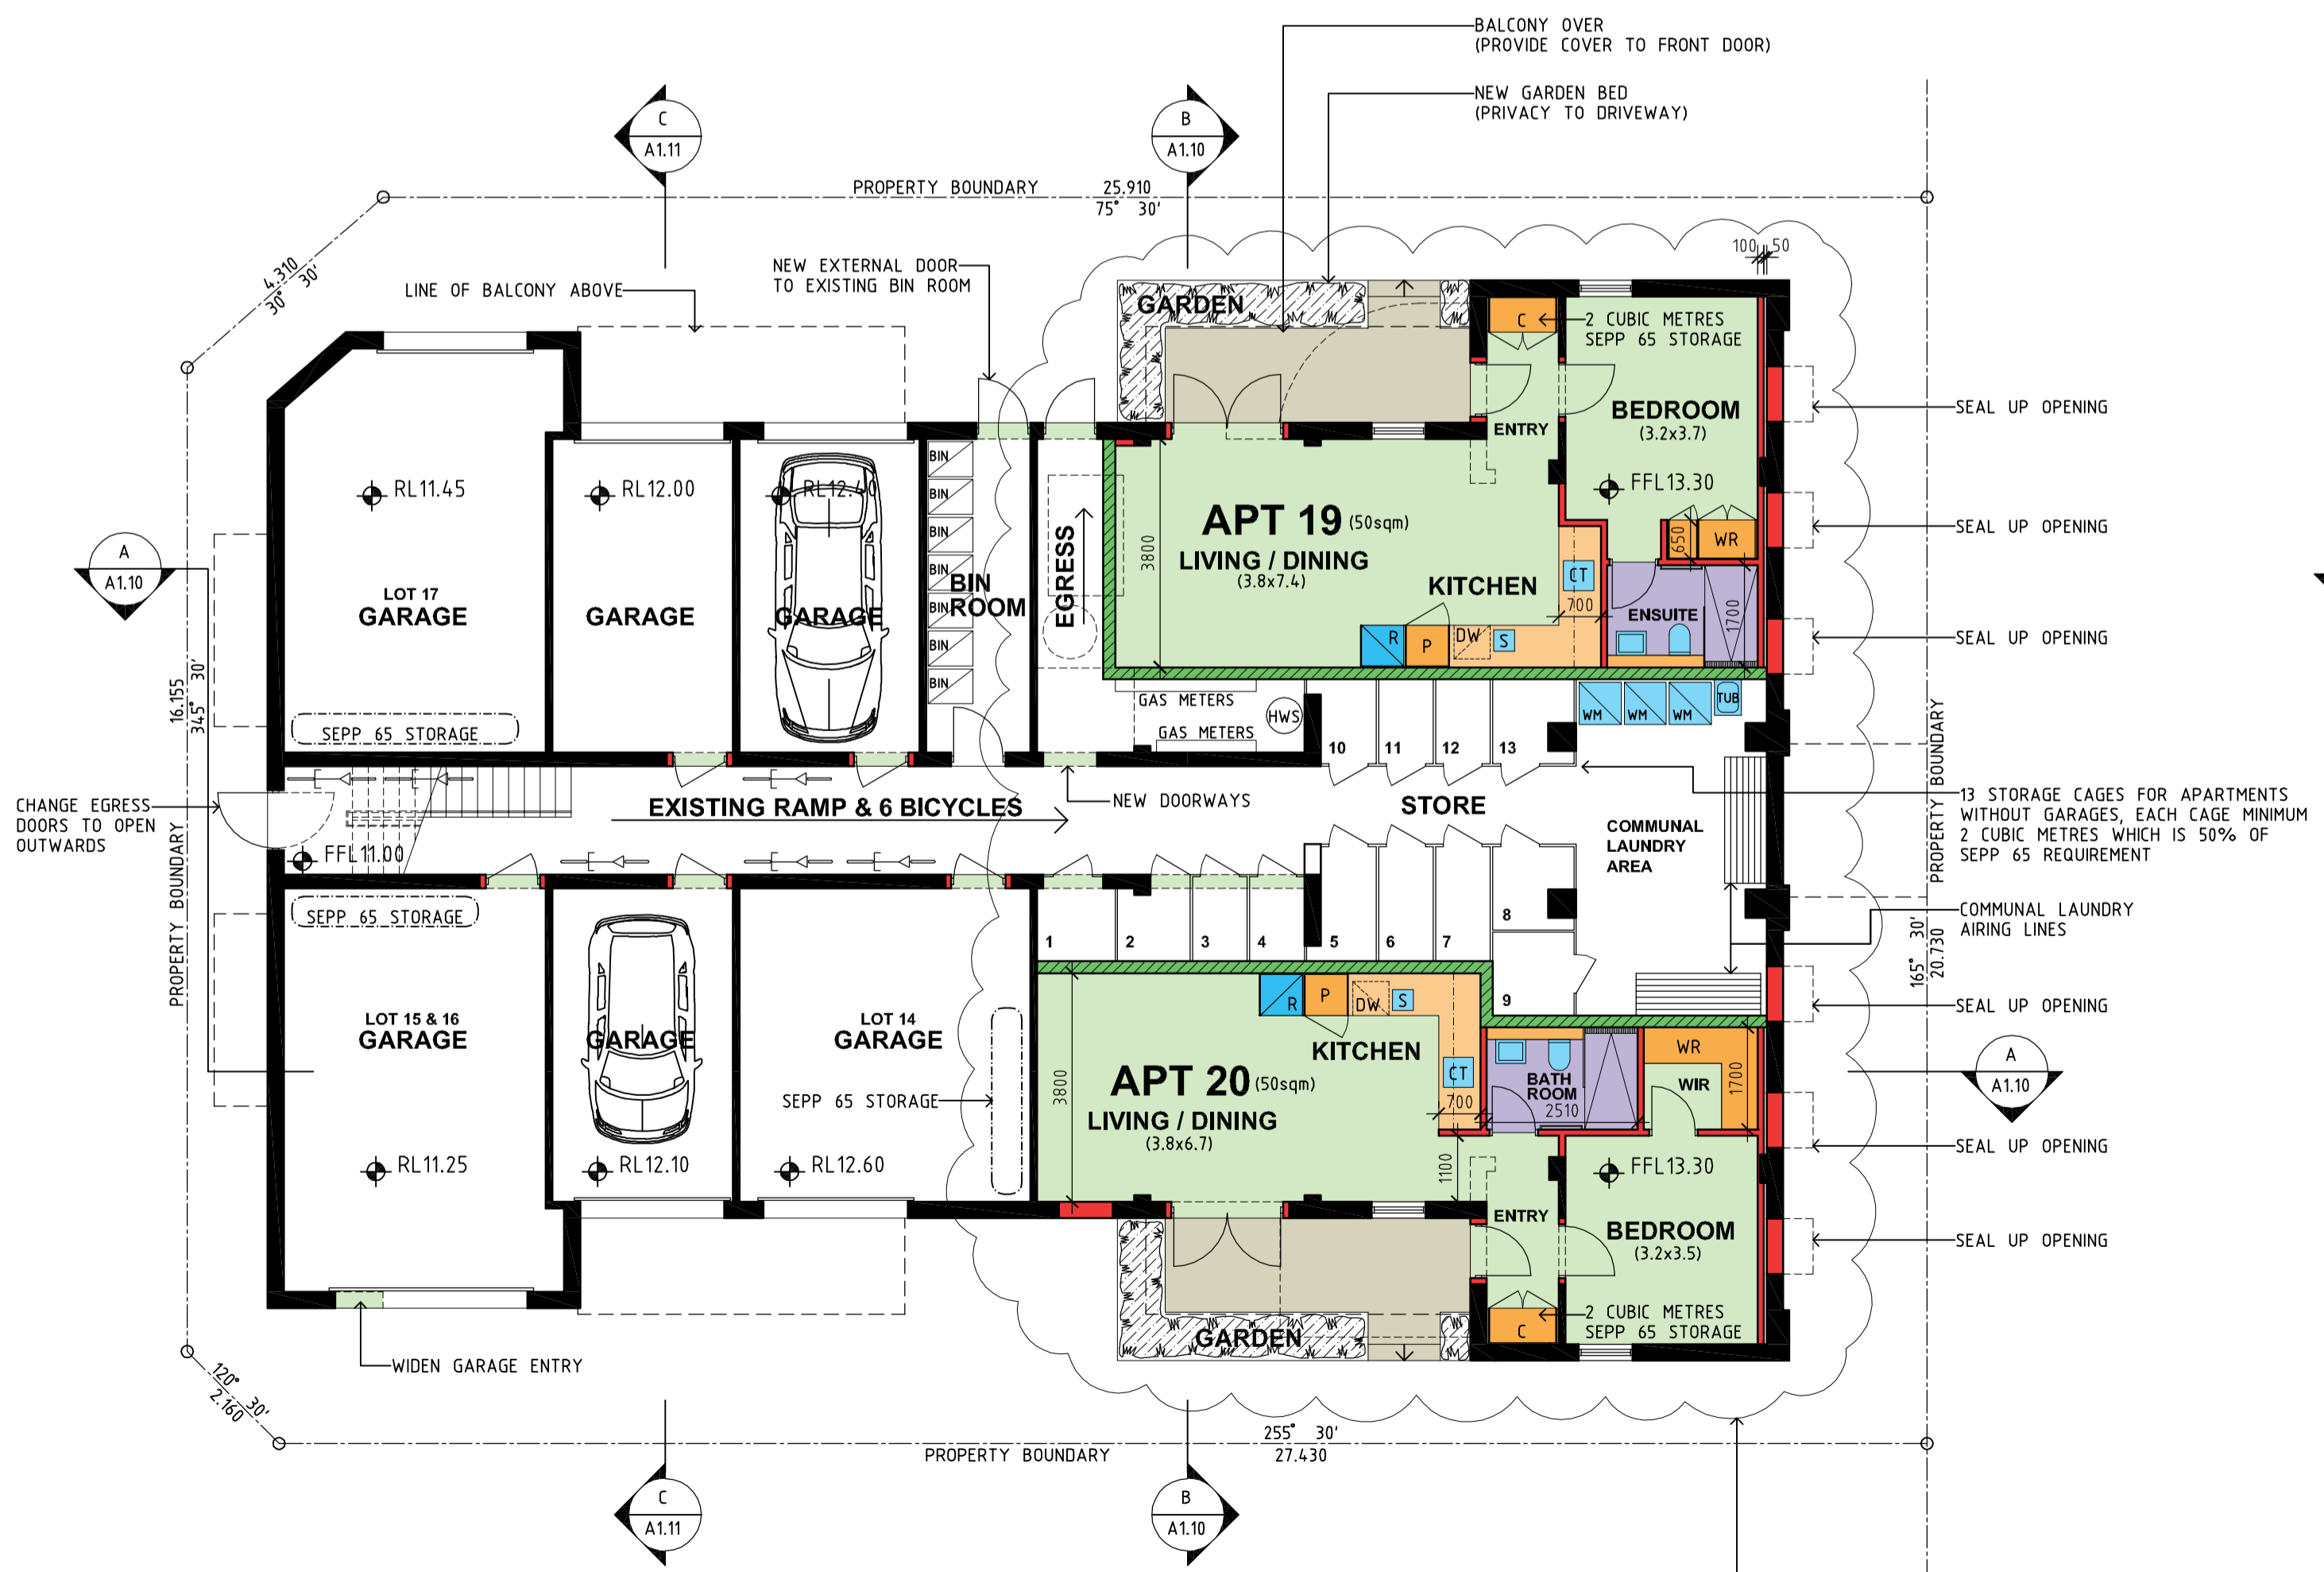 BALCONY OVER
(PROVIDE COVER TO FRONT DOOR)
NEW GARDEN BED
(PRIVACY TO DRIVEWAY)
C
A1.11
B
A1.10
PROPERTY BOUNDARY
25.910
75° 30'
4.310
30° 30'
LINE OF BALCONY ABOVE
NEW EXTERNAL DOOR
TO EXISTING BIN ROOM
100
50
GARDEN
C
2 CUBIC METRES
SEPP 65 STORAGE
BEDROOM
(3.2x3.7)
ENTRY
SEAL UP OPENING
BIN
BIN
BIN
BIN
BIN
BIN
BIN
RL11.45
RL12.00
RL12.40
FFL13.30
APT 19 (50sqm)
LIVING / DINING
(3.8x7.4)
3800
EGRESS
650
WR
SEAL UP OPENING
A
A1.10
LOT 17
GARAGE
GARAGE
GARAGE
BIN
ROOM
KITCHEN
CT
700
R
P
DW
S
ENSUITE
1700
SEAL UP OPENING
16.155
345° 30'
SEPP 65 STORAGE
GAS METERS
GAS METERS
HWS
10
11
12
13
WM
WM
WM
TUB
PROPERTY BOUNDARY
CHANGE EGRESS
DOORS TO OPEN
OUTWARDS
EXISTING RAMP & 6 BICYCLES
NEW DOORWAYS
STORE
COMMUNAL
LAUNDRY
AREA
13 STORAGE CAGES FOR APARTMENTS
WITHOUT GARAGES, EACH CAGE MINIMUM
2 CUBIC METRES WHICH IS 50% OF
SEPP 65 REQUIREMENT
FFL11.00
PROPERTY BOUNDARY
SEPP 65 STORAGE
1
2
3
4
5
6
7
8
9
COMMUNAL LAUNDRY
AIRING LINES
165° 30'
20.730
SEAL UP OPENING
LOT 15 & 16
GARAGE
GARAGE
LOT 14
GARAGE
R
P
DW
S
KITCHEN
CT
700
BATH
ROOM
2510
WR
WIR
1700
A
A1.10
3800
APT 20 (50sqm)
LIVING / DINING
(3.8x6.7)
SEPP 65 STORAGE
1100
SEAL UP OPENING
RL11.25
RL12.10
RL12.60
FFL13.30
ENTRY
BEDROOM
(3.2x3.5)
SEAL UP OPENING
GARDEN
C
2 CUBIC METRES
SEPP 65 STORAGE
WIDEN GARAGE ENTRY
120° 30'
2.160
PROPERTY BOUNDARY
255° 30'
27.430
C
A1.11
B
A1.10